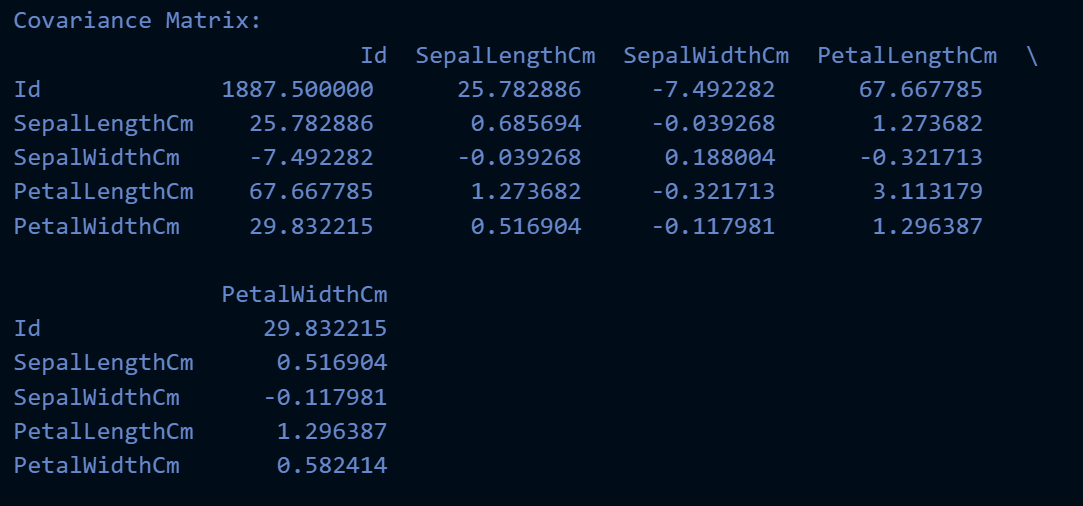 Covariance Matrix:
                         Id  SepalLengthCm  SepalWidthCm  PetalLengthCm  \
Id             1887.500000      25.782886     -7.492282      67.667785
SepalLengthCm    25.782886       0.685694     -0.039268       1.273682
SepalWidthCm     -7.492282      -0.039268      0.188004      -0.321713
PetalLengthCm    67.667785       1.273682     -0.321713       3.113179
PetalWidthCm     29.832215       0.516904     -0.117981       1.296387

               PetalWidthCm
Id                29.832215
SepalLengthCm      0.516904
SepalWidthCm      -0.117981
PetalLengthCm      1.296387
PetalWidthCm       0.582414